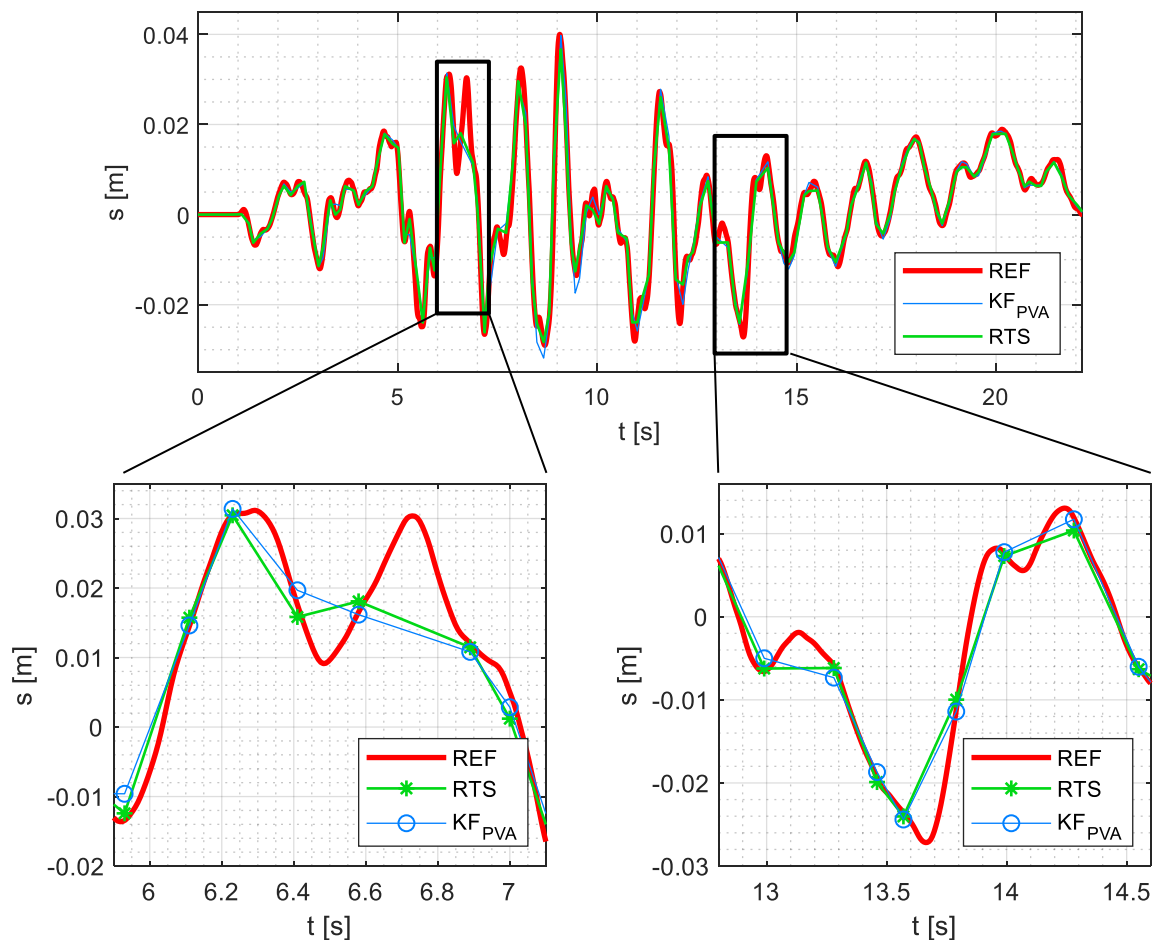 0.04
0.02
0
-0.02
s [m]
REF
KF_PVA
RTS
0 5 10 15 20
t [s]
0.03
0.02
0.01
0
-0.01
-0.02
s [m]
REF
RTS
KF_PVA
6 6.2 6.4 6.6 6.8 7
t [s]
0.01
0
-0.01
-0.02
-0.03
s [m]
REF
RTS
KF_PVA
13 13.5 14 14.5
t [s]